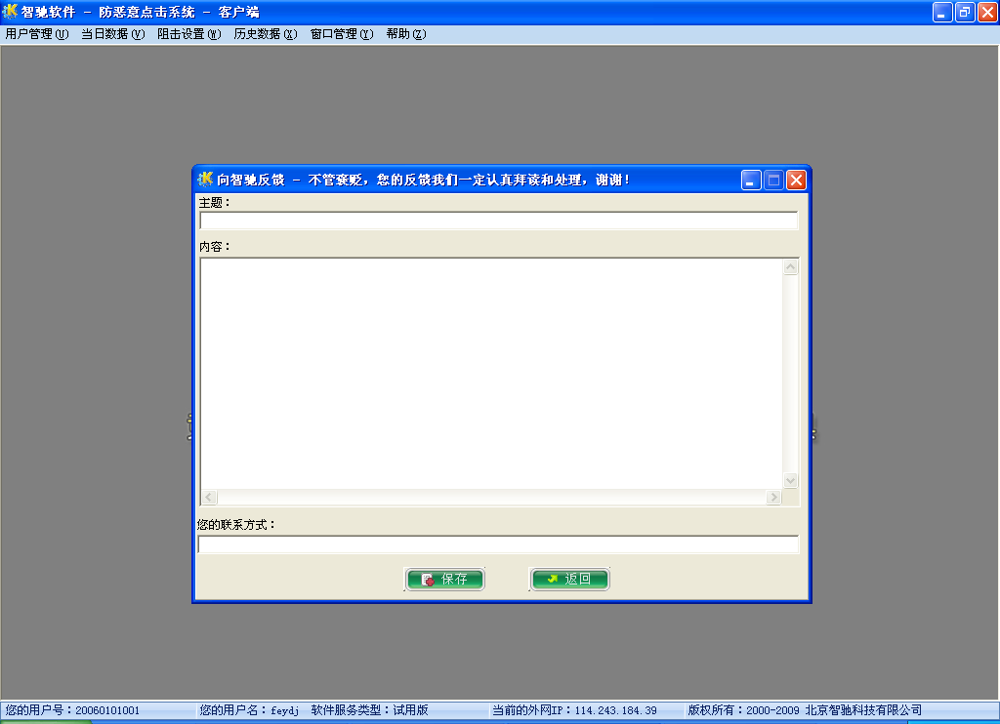 智驰软件 - 防恶意点击系统 - 客户端
用户管理(U) 当日数据(V) 阻击设置(W) 历史数据(X) 窗口管理(Y) 帮助(Z)
向智驰反馈 - 不管褒贬，您的反馈我们一定认真拜读和处理，谢谢！
主题：
内容：
您的联系方式：
保存 返回
您的用户号：20060101001 您的用户名：feydj 软件服务类型：试用版 当前的外网IP：114.243.184.39 版权所有：2000-2009 北京智驰科技有限公司